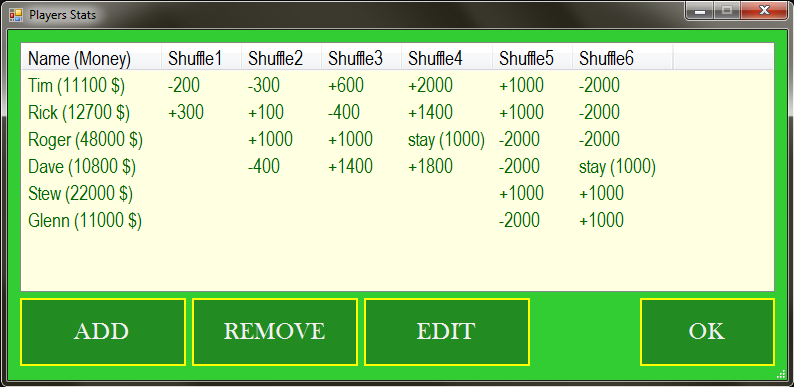 Players Stats
Name (Money) Shuffle1 Shuffle2 Shuffle3 Shuffle4 Shuffle5 Shuffle6
Tim (11100 $) -200 -300 +600 +2000 +1000 -2000
Rick (12700 $) +300 +100 -400 +1400 +1000 -2000
Roger (48000 $) +1000 +1000 stay (1000) -2000 -2000
Dave (10800 $) -400 +1400 +1800 -2000 stay (1000)
Stew (22000 $) +1000 +1000
Glenn (11000 $) -2000 +1000
ADD REMOVE EDIT OK